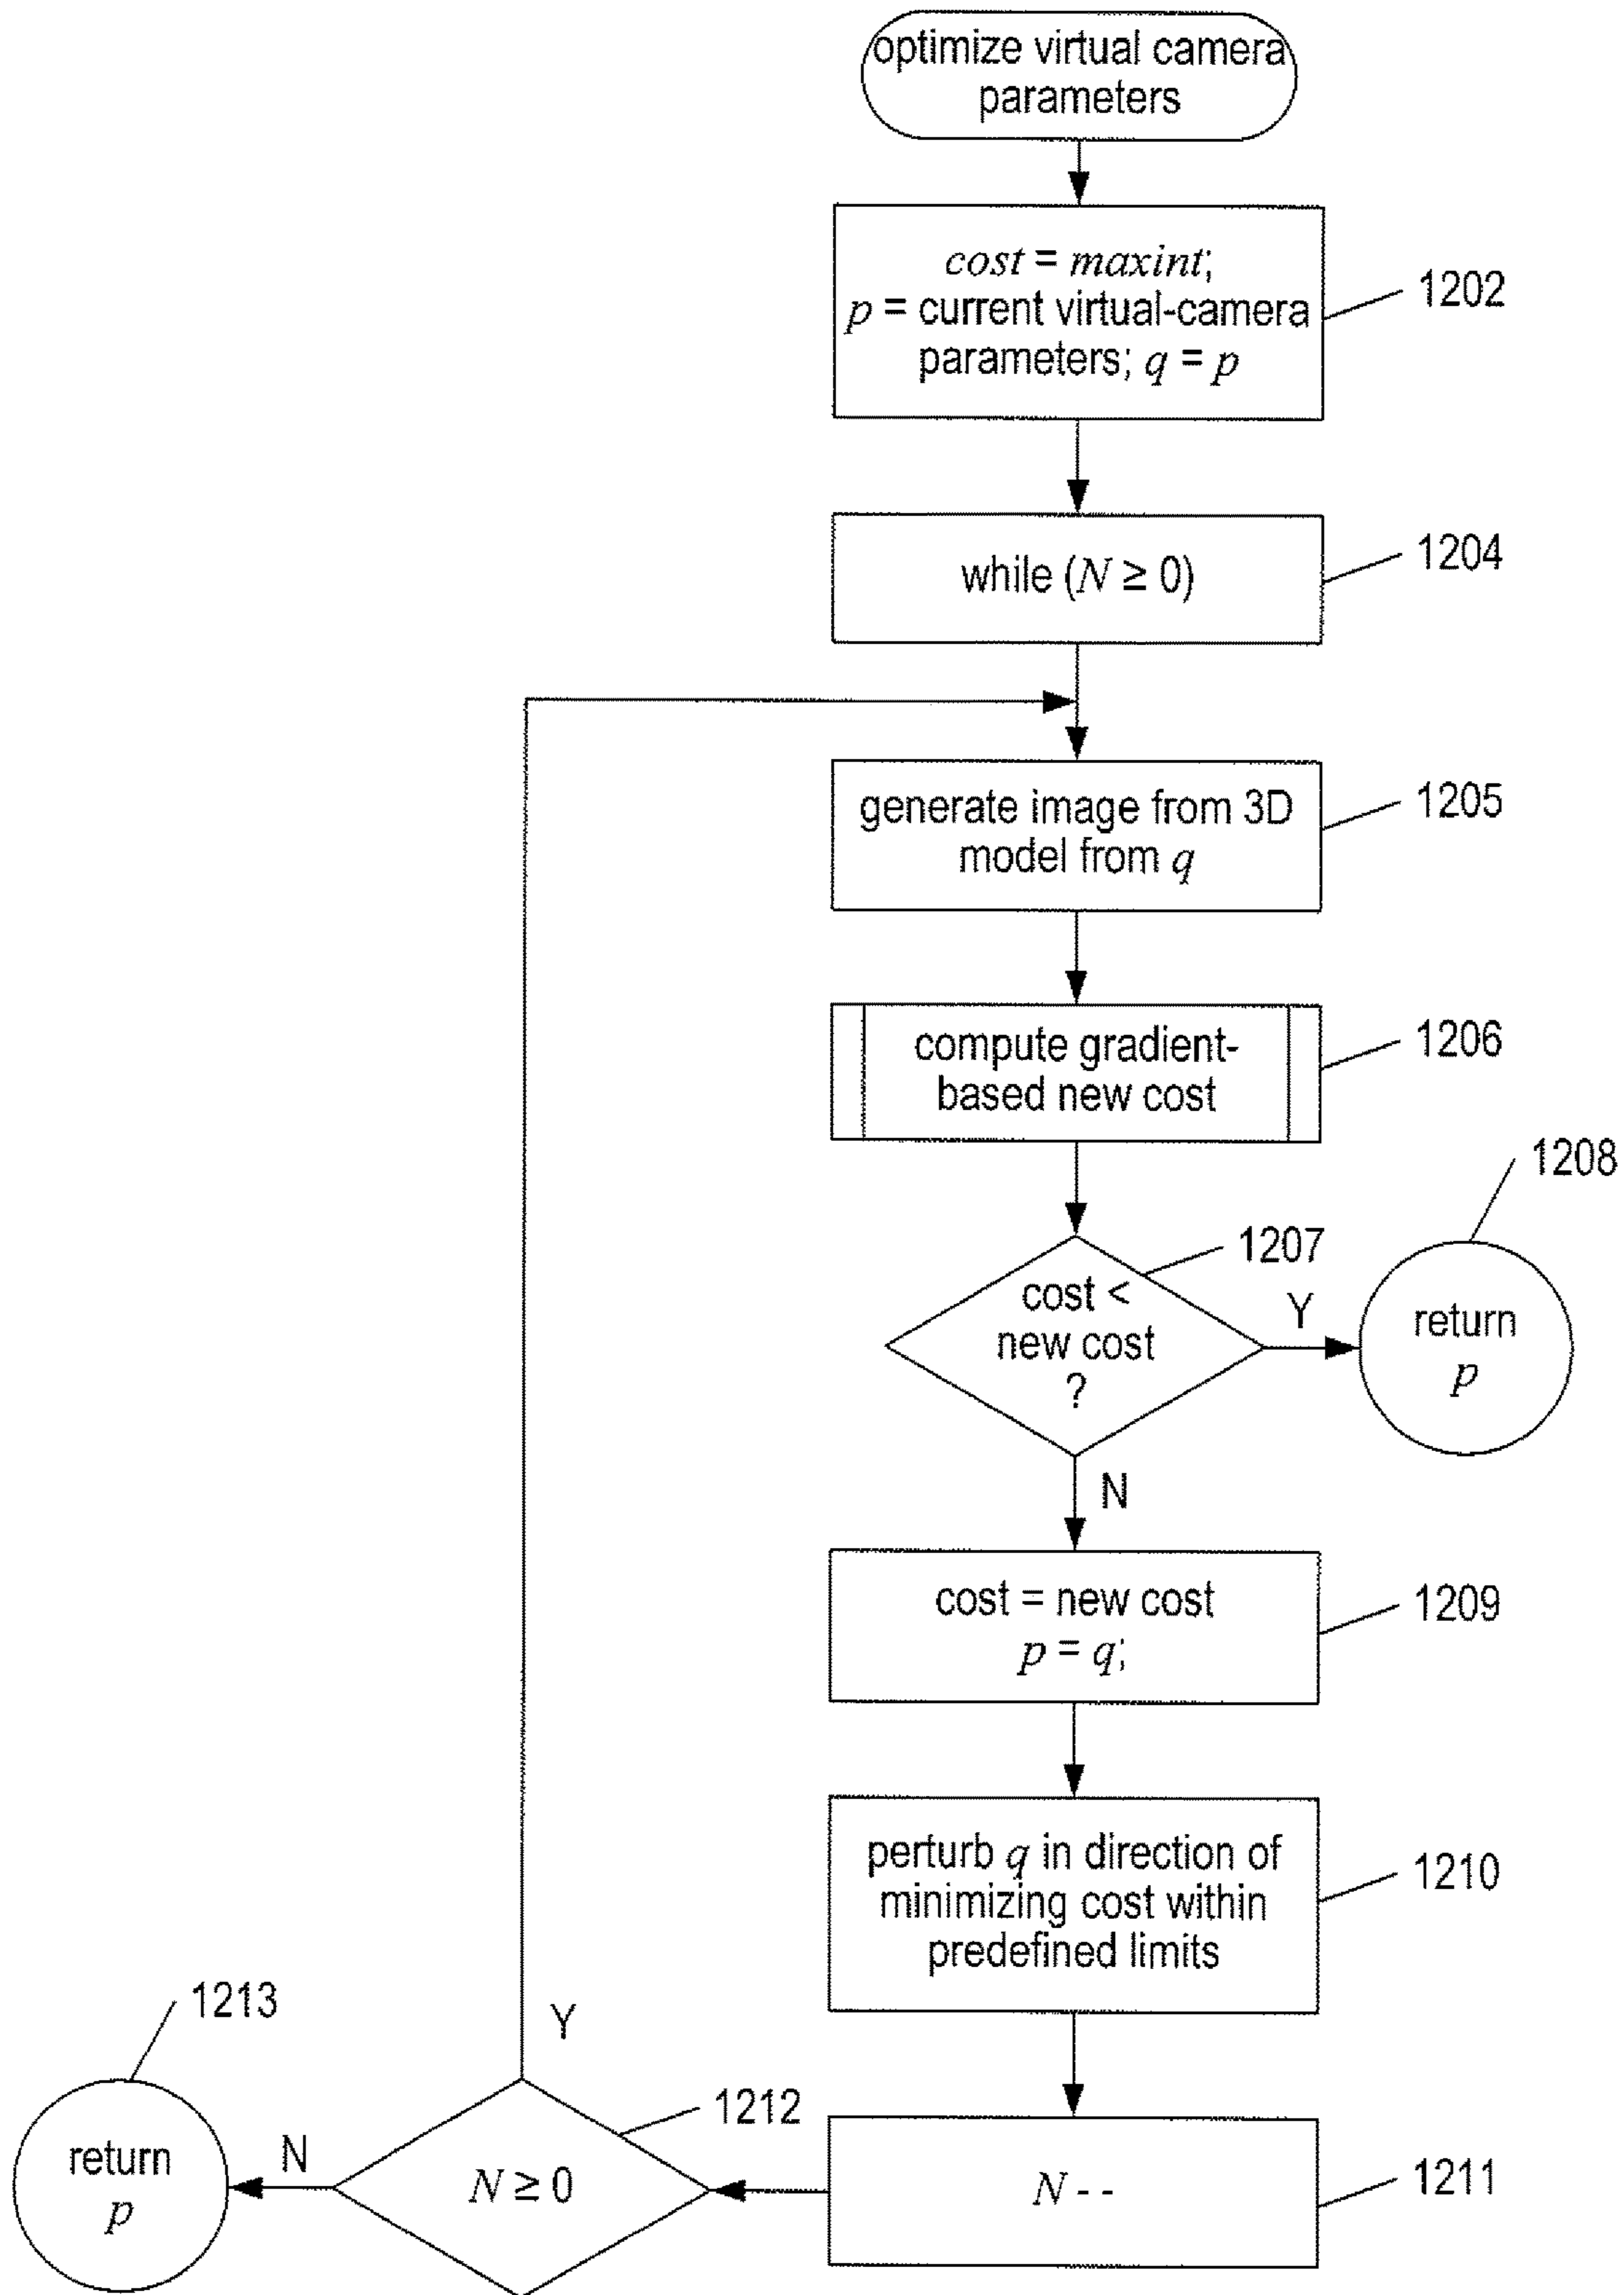 optimize virtual camera
parameters
cost = maxint;
p = current virtual-camera
parameters; q = p
1202
while (N ≥ 0)
1204
generate image from 3D
model from q
1205
compute gradient-
based new cost
1206
1208
1207
cost <
new cost
?
Y
return
p
N
cost = new cost
p = q;
1209
perturb q in direction of
minimizing cost within
predefined limits
1210
1213
Y
1212
return
p
N
N ≥ 0
N - -
1211